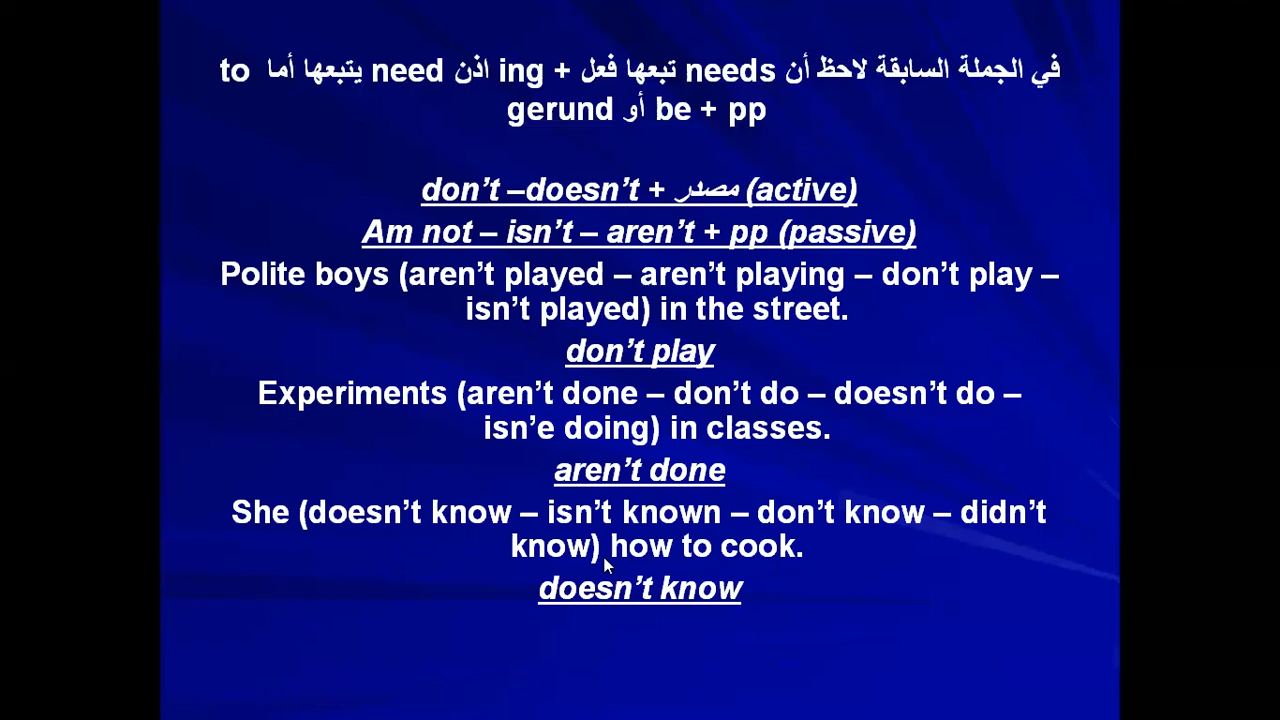 في الجملة السابقة لاحظ أن needs تبعها فعل + ing اذن need يتبعها أما to
be + pp أو gerund
don’t –doesn’t + مصدر (active)
Am not – isn’t – aren’t + pp (passive)
Polite boys (aren’t played – aren’t playing – don’t play –
isn’t played) in the street.
don’t play
Experiments (aren’t done – don’t do – doesn’t do –
isn’e doing) in classes.
aren’t done
She (doesn’t know – isn’t known – don’t know – didn’t
know) how to cook.
doesn’t know